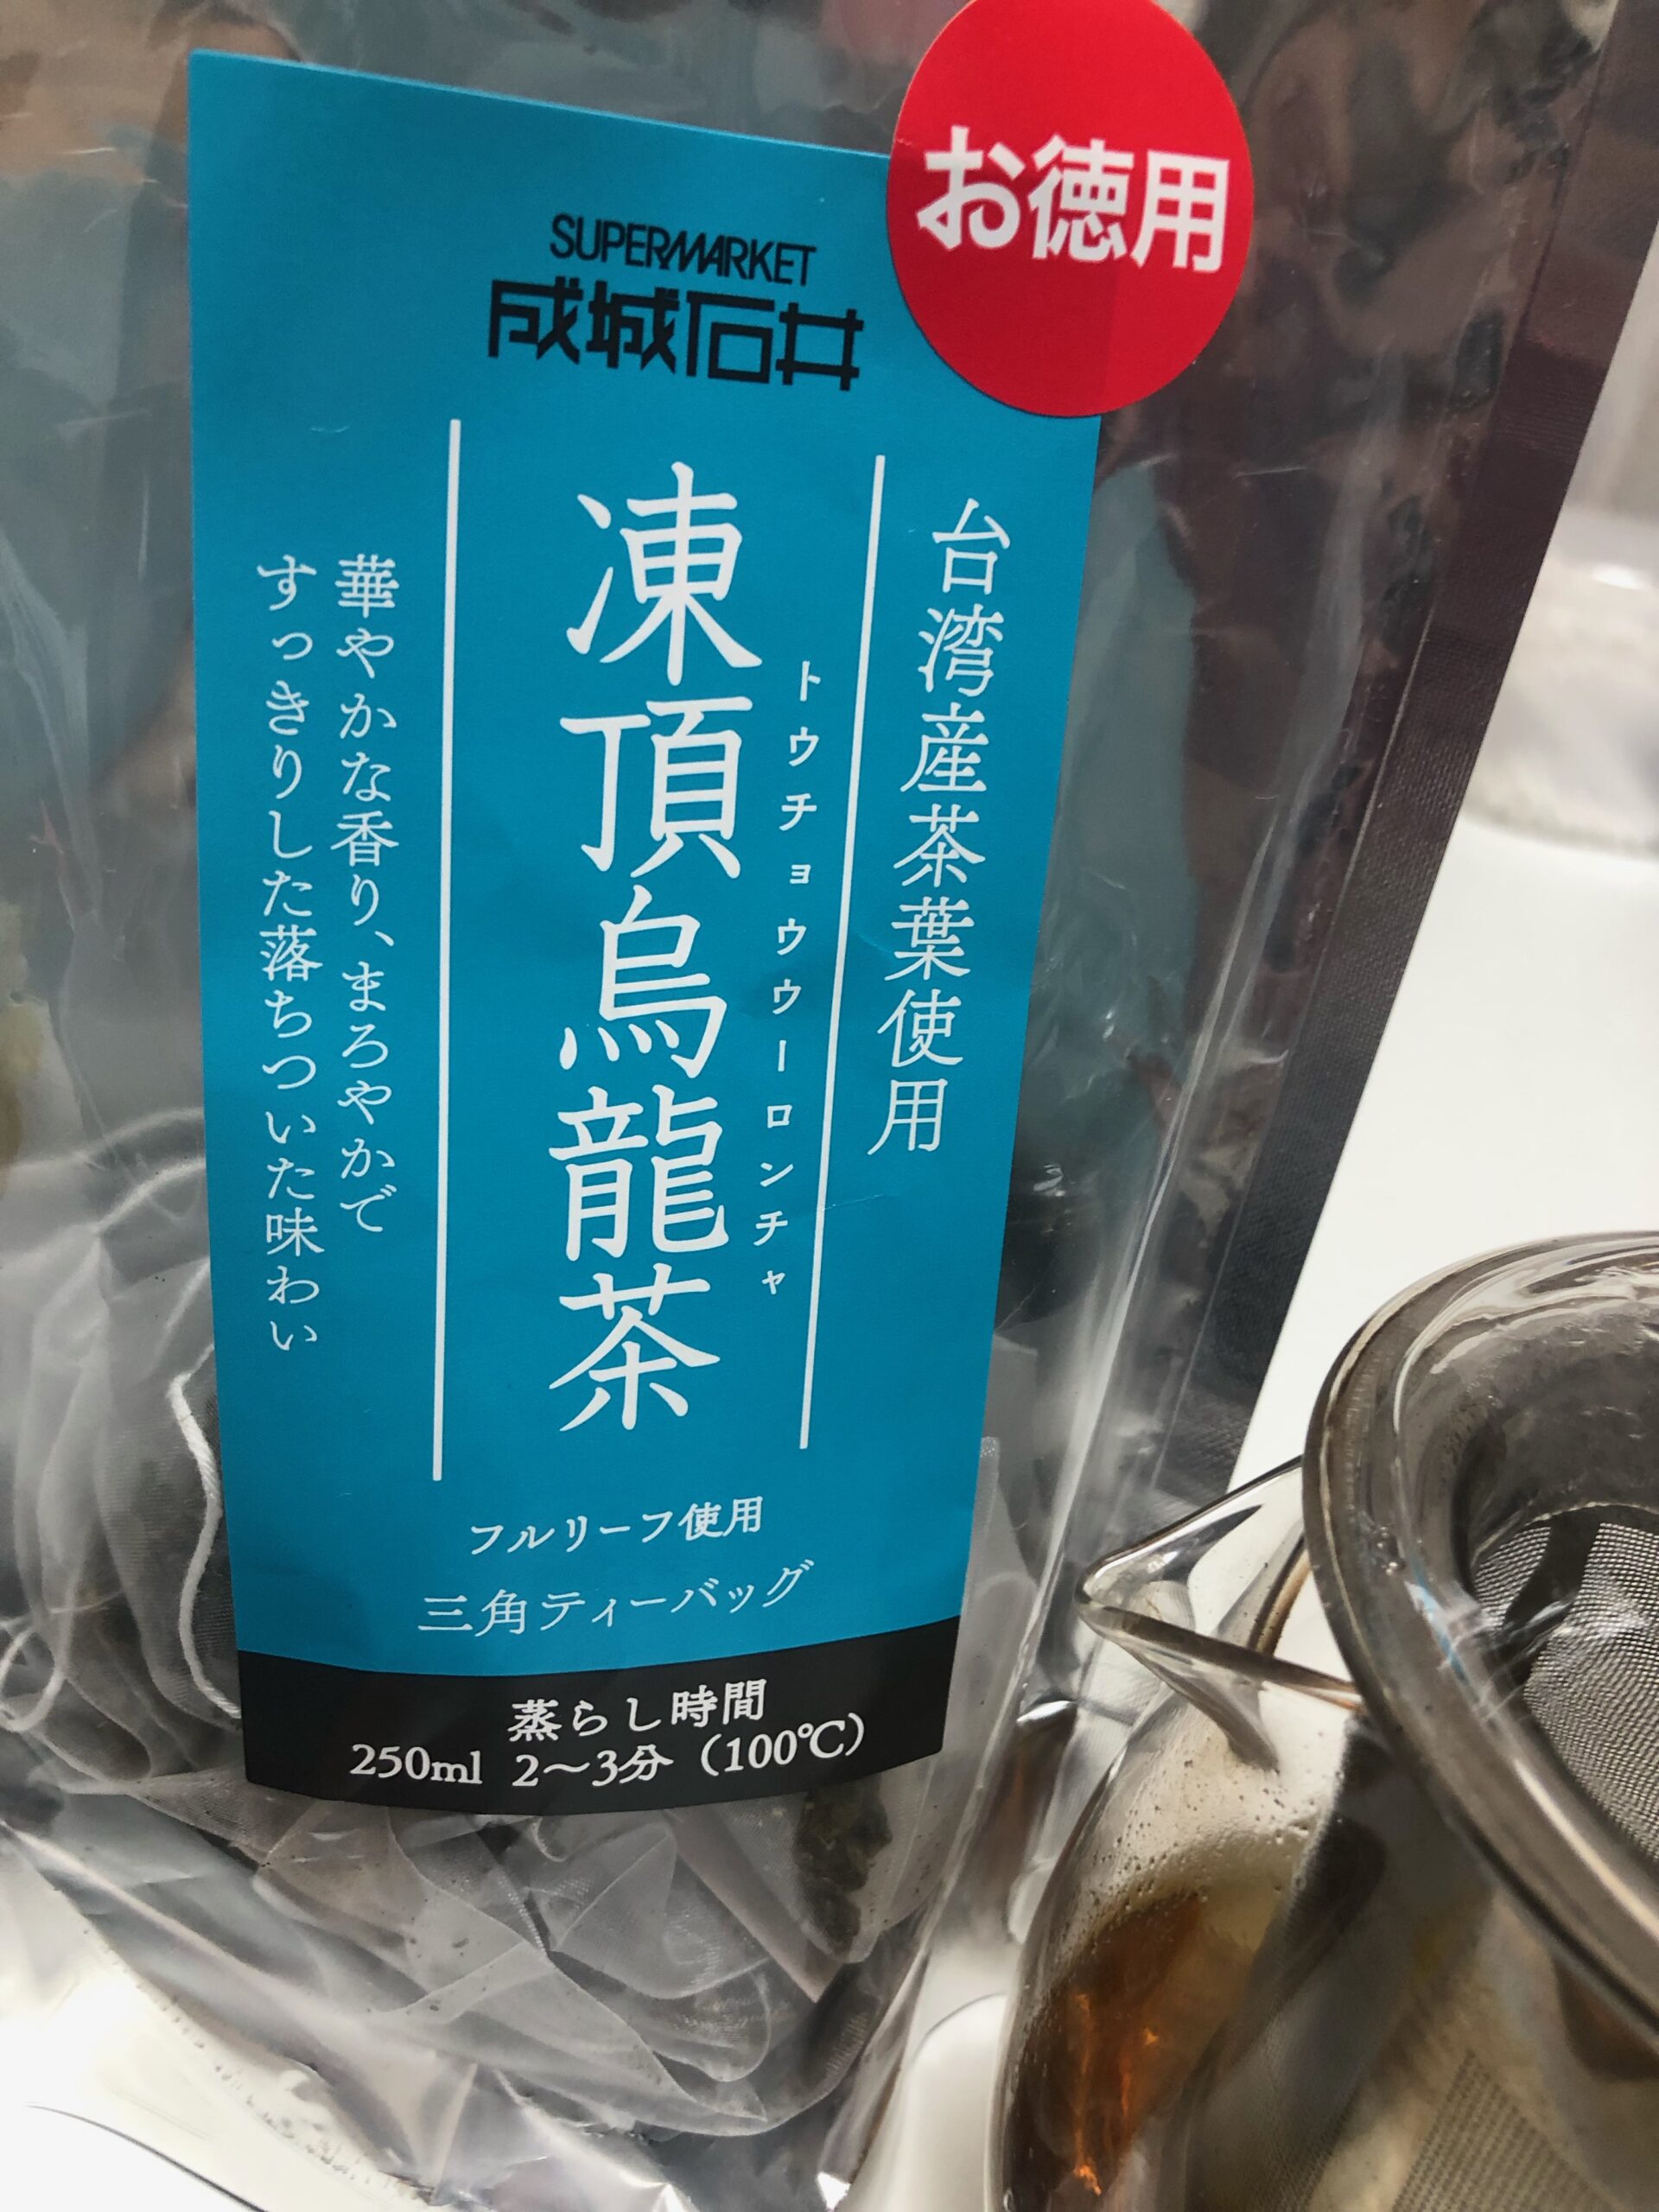 お徳用
SUPERMARKET
成城石井
台湾産茶葉使用
トウチョウウーロンチャ
凍頂烏龍茶
華やかな香り、まろやかで
すっきりした落ちついた味わい
フルリーフ使用
三角ティーバッグ
蒸らし時間
250ml 2〜3分（100℃）